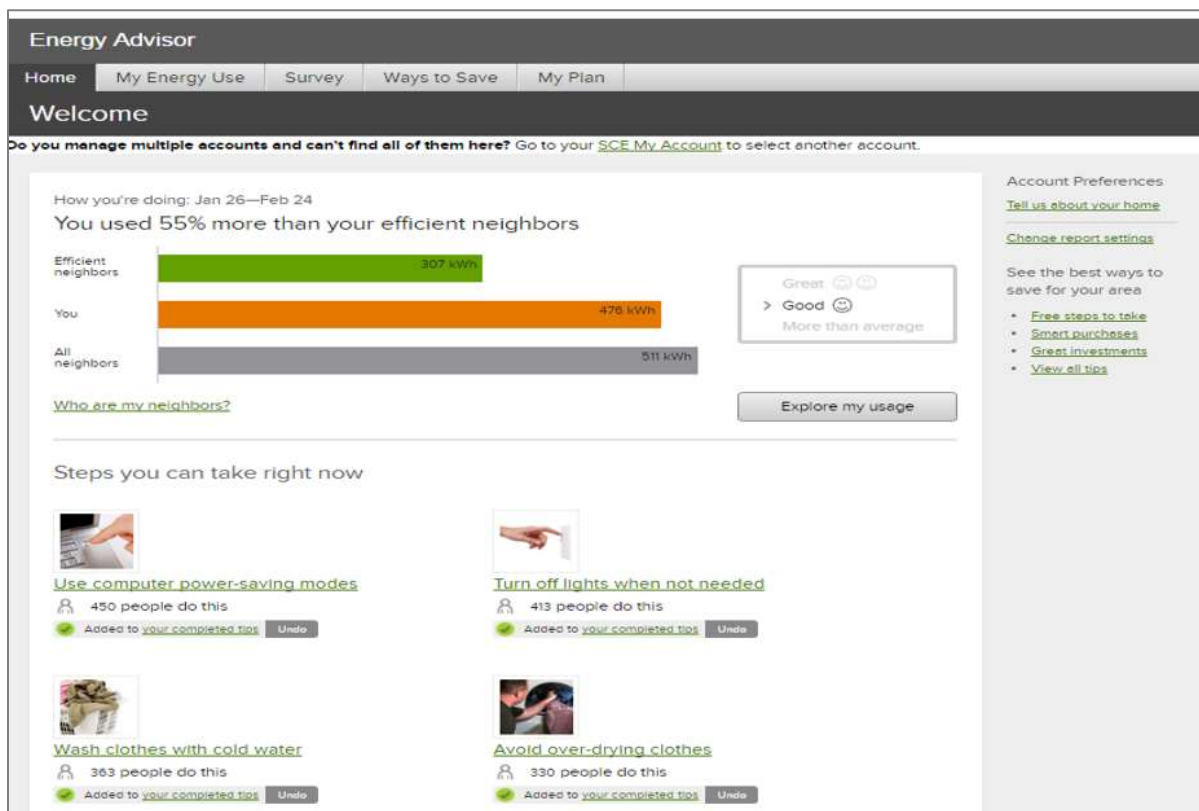 Energy Advisor
Home My Energy Use Survey Ways to Save My Plan
Welcome
Do you manage multiple accounts and can't find all of them here? Go to your SCE My Account to select another account.
How you're doing: Jan 26—Feb 24
You used 55% more than your efficient neighbors
Efficient
neighbors
307 kWh
You
476 kWh
All
neighbors
511 kWh
Great
> Good
More than average
Who are my neighbors?
Explore my usage
Steps you can take right now
Use computer power-saving modes
450 people do this
Added to your completed tips Undo
Turn off lights when not needed
413 people do this
Added to your completed tips Undo
Wash clothes with cold water
363 people do this
Added to your completed tips Undo
Avoid over-drying clothes
330 people do this
Added to your completed tips Undo
Account Preferences
Tell us about your home
Change report settings
See the best ways to
save for your area
• Free steps to take
• Smart purchases
• Great investments
• View all tips